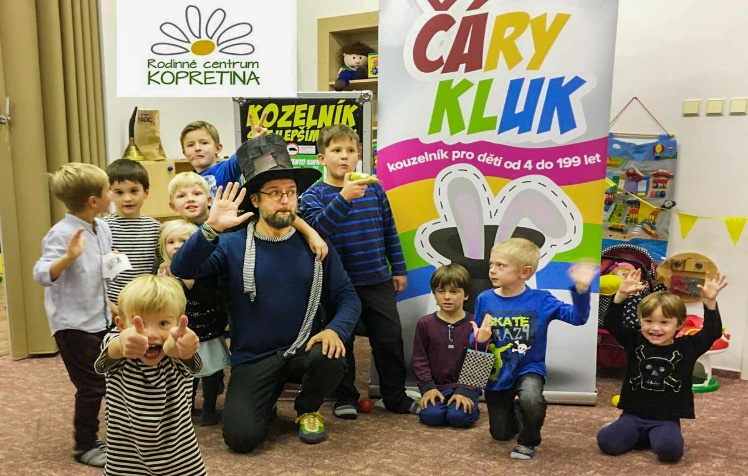 Rodinné centrum
KOPRETINA
KOZELNÍK
ČÁRY
KLUK
kouzelník pro děti od 4 do 199 let
SKATE